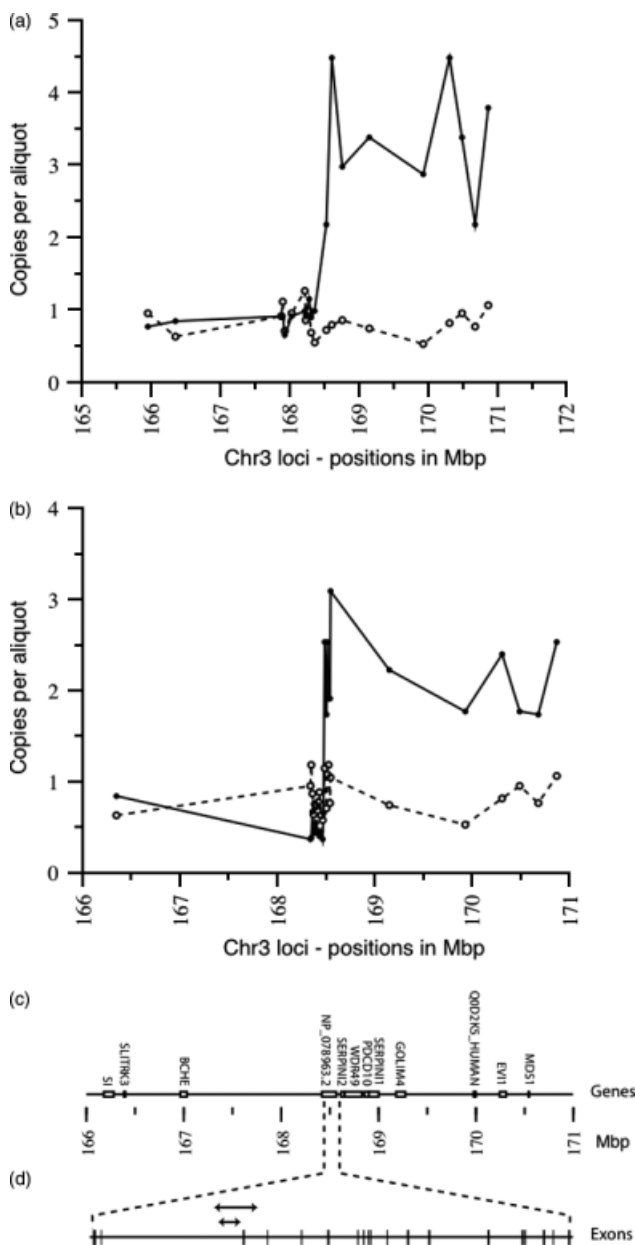 (a)
5
4
3
2
1
0
Copies per aliquot
165 166 167 168 169 170 171 172
Chr3 loci - positions in Mbp
(b)
4
3
2
1
0
Copies per aliquot
166 167 168 169 170 171
Chr3 loci - positions in Mbp
(c)
SI SLITRK3 BCHE NP_078963.2 SERPINI2 WDR49 PDCD10 SERPINI1 GOLIM4 Q0D2K5_HUMAN EVI1 MDS1
Genes
166 167 168 169 170 171
Mbp
(d)
Exons